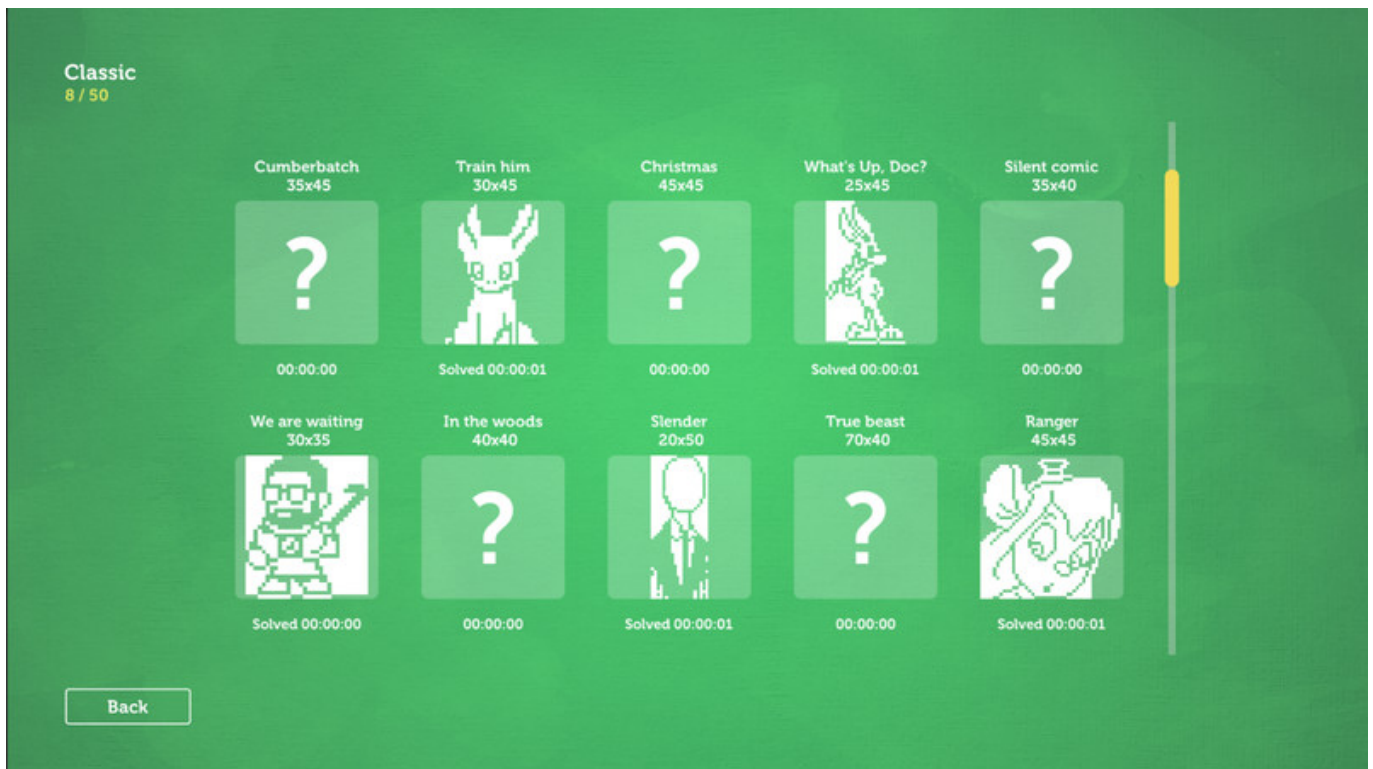 Classic
8 / 50
Cumberbatch
35x45
Train him
30x45
Christmas
45x45
What's Up, Doc?
25x45
Silent comic
35x40
?
?
?
00:00:00
Solved 00:00:01
00:00:00
Solved 00:00:01
00:00:00
We are waiting
30x35
In the woods
40x40
Slender
20x50
True beast
70x40
Ranger
45x45
?
?
Solved 00:00:00
00:00:00
Solved 00:00:01
00:00:00
Solved 00:00:01
Back